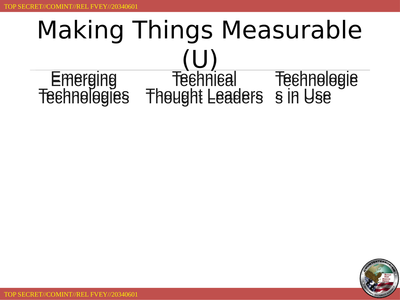 TOP SECRET//COMINT//REL FVEY//20340601
Making Things Measurable
(U)
Emerging Technical Technologie
Technologies Thought Leaders s in Use
TOP SECRET//COMINT//REL FVEY//20340601